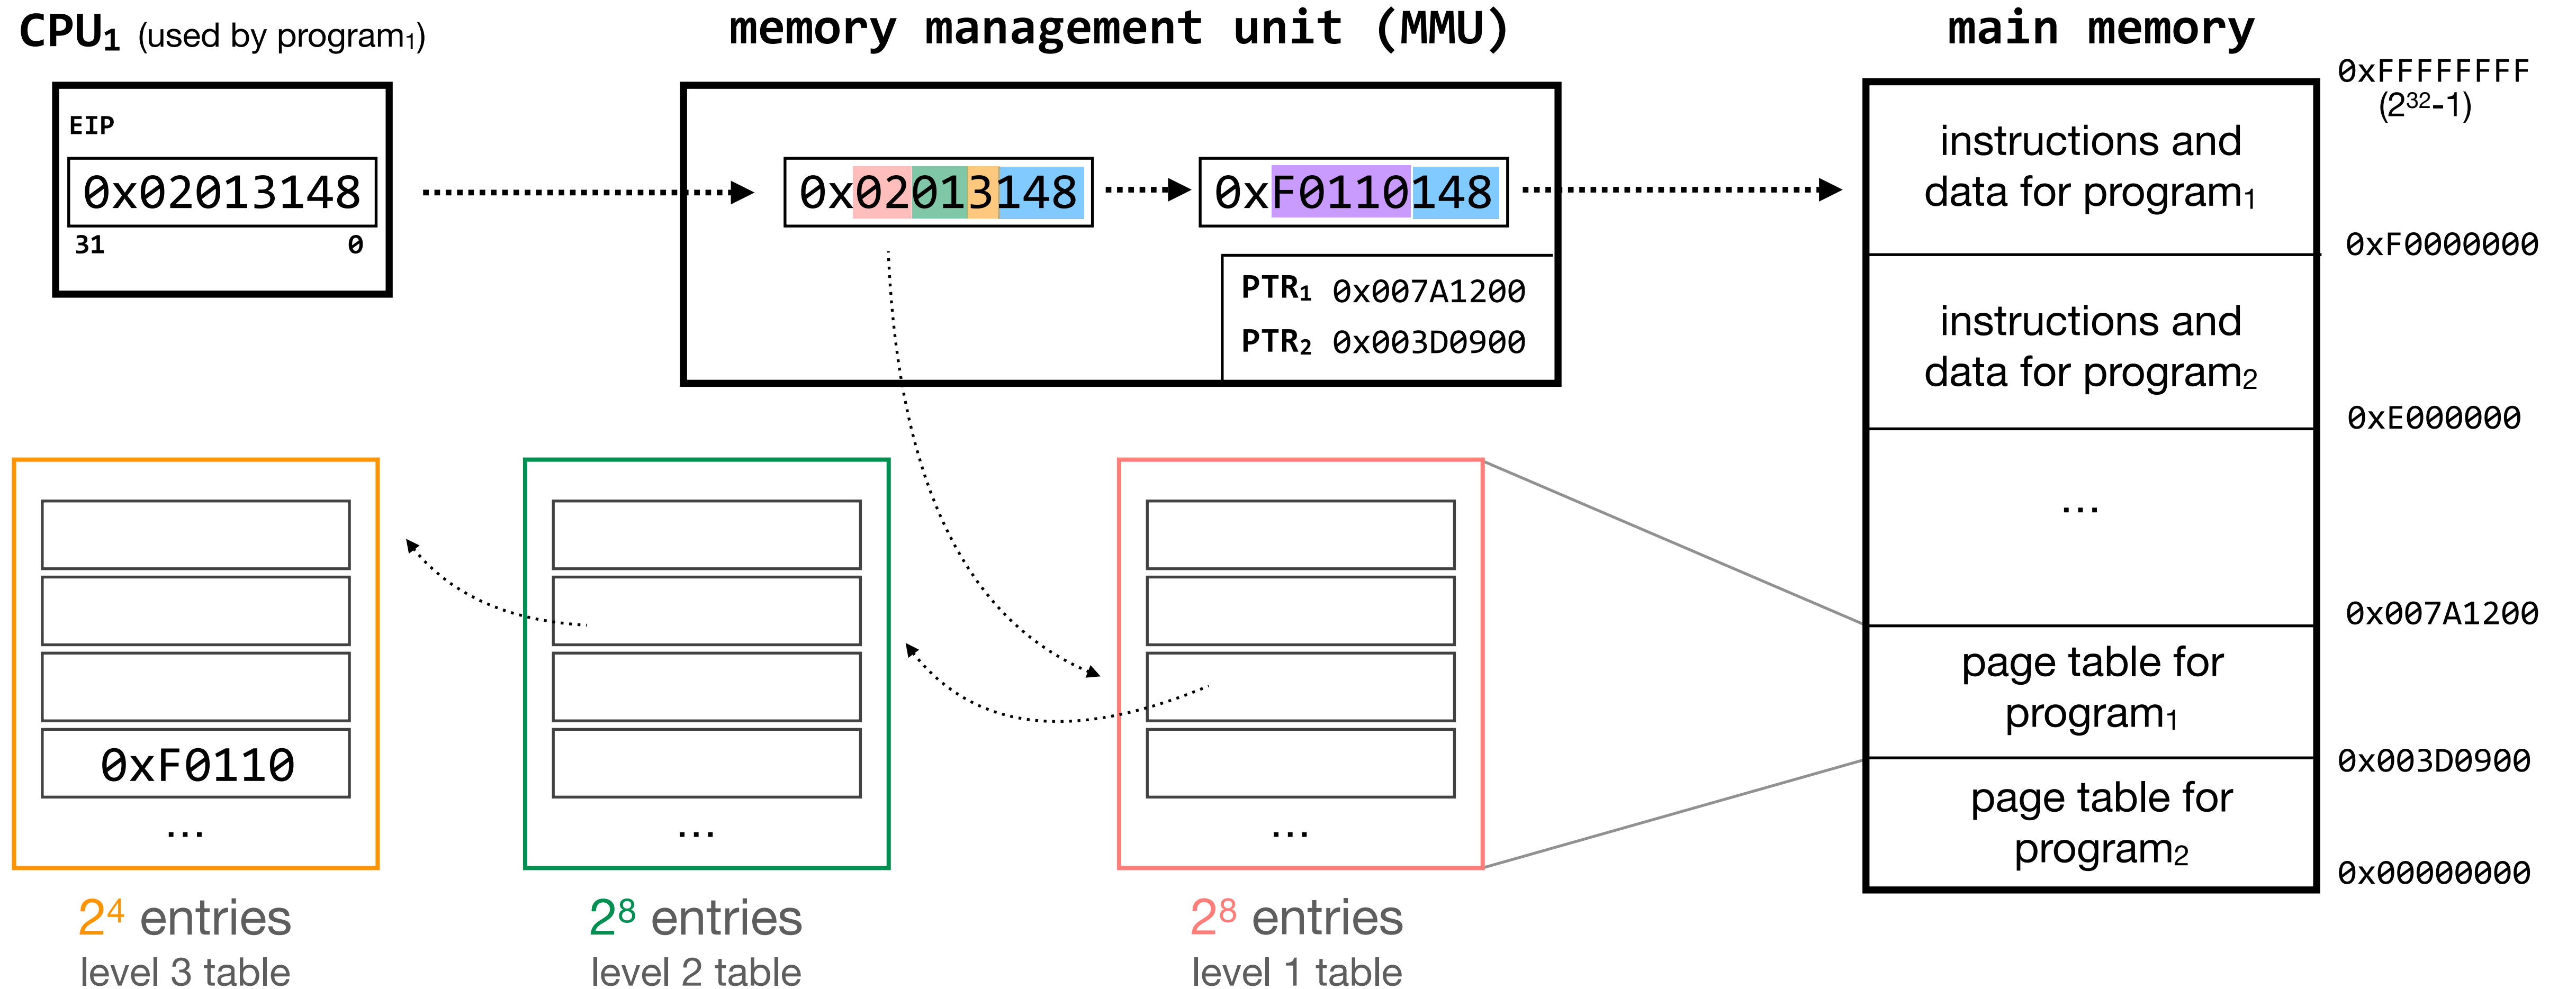 CPU₁ (used by program₁)
EIP
0x02013148
31 0
memory management unit (MMU)
0x02013148
0xF0110148
PTR₁ 0x007A1200
PTR₂ 0x003D0900
main memory
0xFFFFFFFF
(2³²-1)
instructions and
data for program₁
0xF0000000
instructions and
data for program₂
0xE000000
...
0x007A1200
page table for
program₁
0x003D0900
page table for
program₂
0x00000000
0xF0110
...
2⁴ entries
level 3 table
...
2⁸ entries
level 2 table
...
2⁸ entries
level 1 table